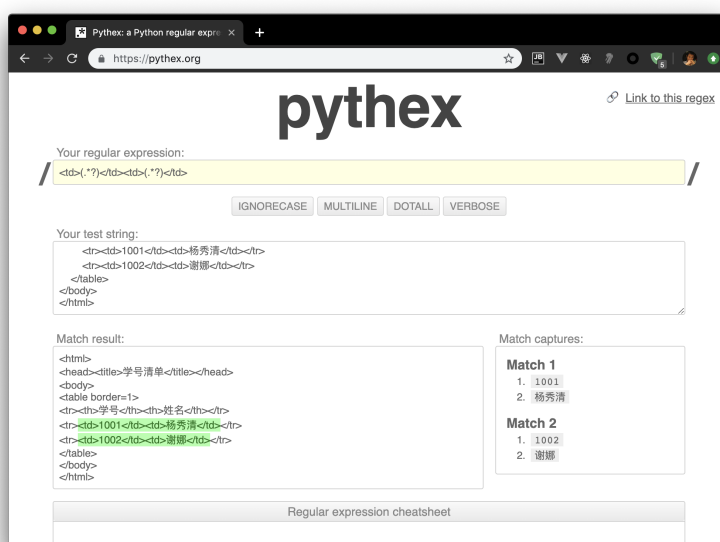 Pythex: a Python regular expre
https://pythex.org
JB
5
pythex
Link to this regex
Your regular expression:
/ <td>(.*?)</td><td>(.*?)</td> /
IGNORECASE MULTILINE DOTALL VERBOSE
Your test string:
<tr><td>1001</td><td>杨秀清</td></tr>
<tr><td>1002</td><td>谢娜</td></tr>
</table>
</body>
</html>
Match result:
<html>
<head><title>学号清单</title></head>
<body>
<table border=1>
<tr><th>学号</th><th>姓名</th></tr>
<tr><td>1001</td><td>杨秀清</td></tr>
<tr><td>1002</td><td>谢娜</td></tr>
</table>
</body>
</html>
Match captures:
Match 1
1. 1001
2. 杨秀清
Match 2
1. 1002
2. 谢娜
Regular expression cheatsheet